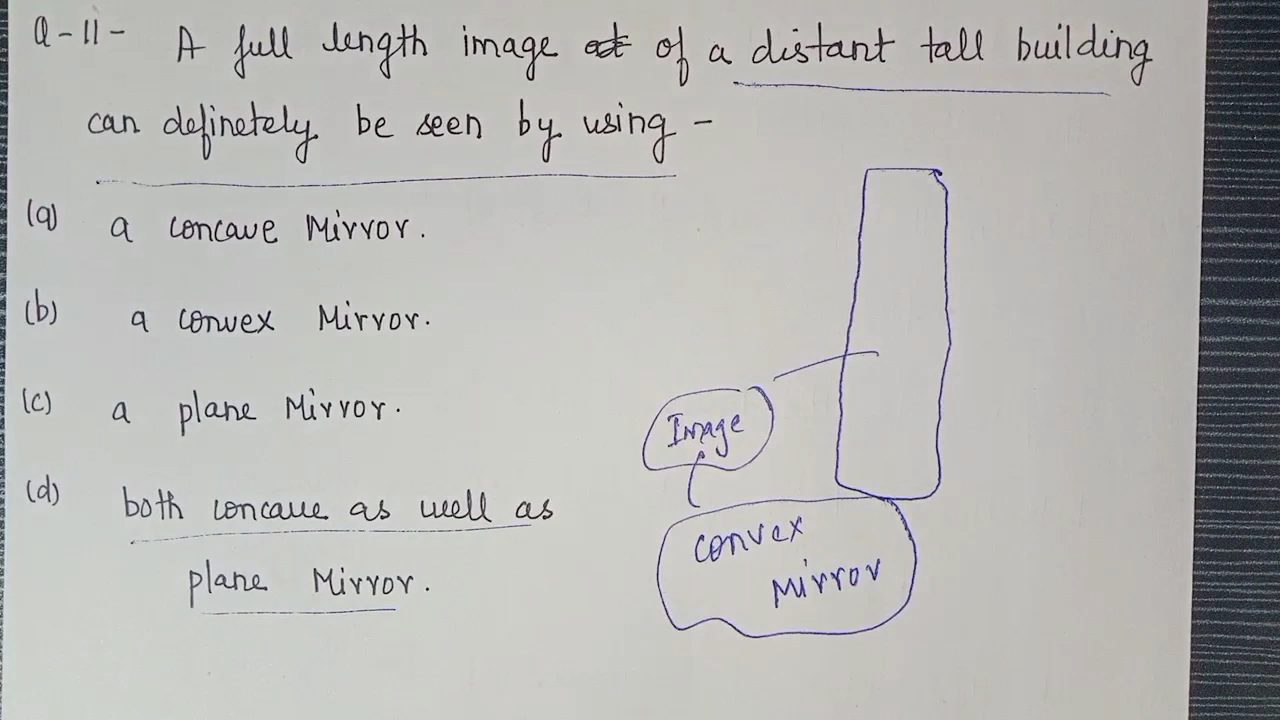 Q-11- A full length image of a distant tall building
can definetely be seen by using -
(a) a concave Mirror.
(b) a convex Mirror.
(c) a plane Mirror.
(d) both concave as well as
plane Mirror.
Image
convex
Mirror